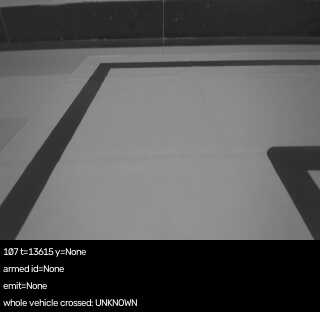 107 t=13615 y=None
armed id=None
emit=None
whole vehicle crossed: UNKNOWN